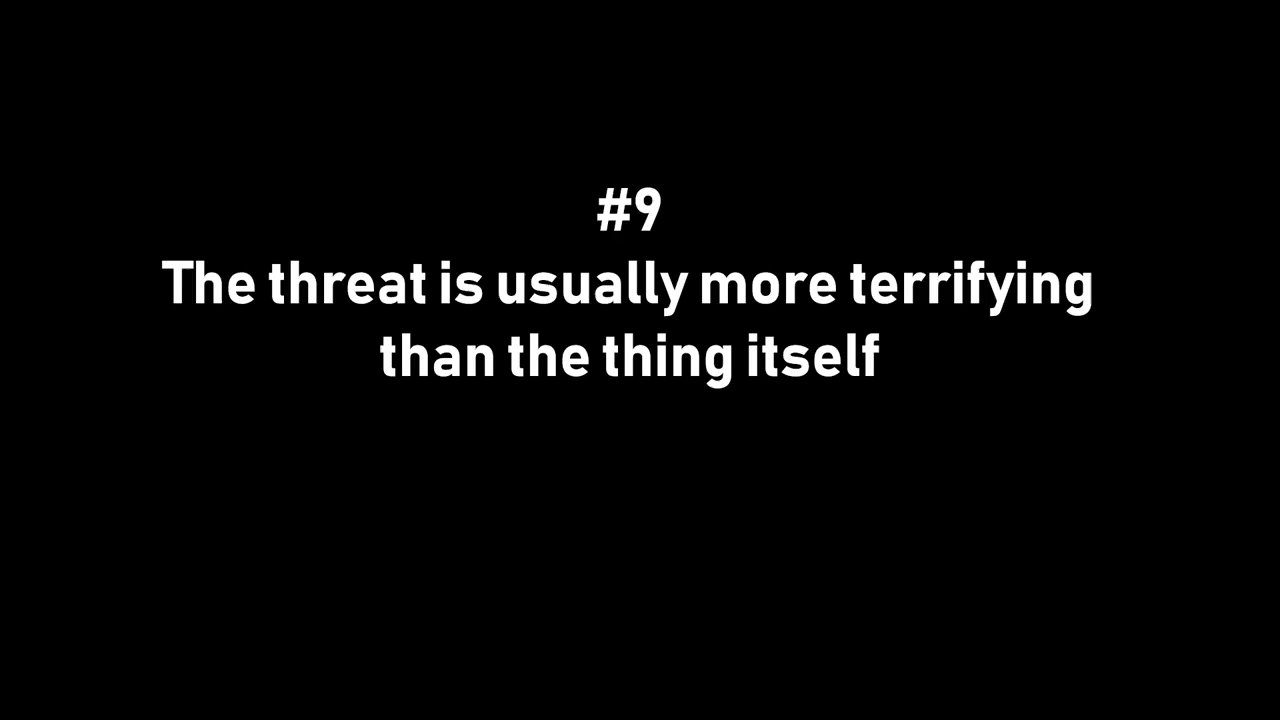 #9
The threat is usually more terrifying
than the thing itself